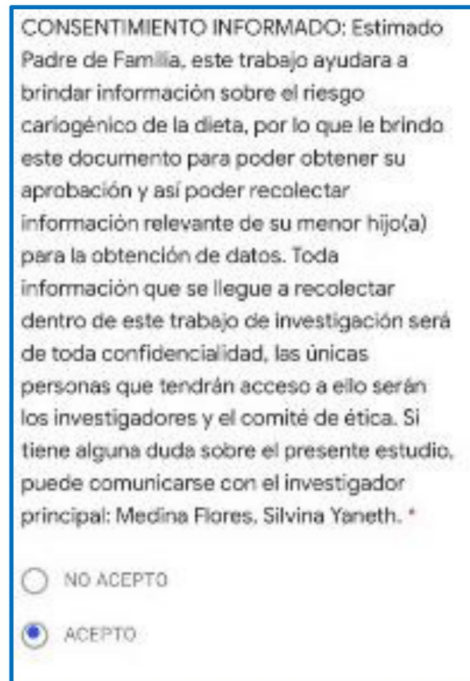 CONSENTIMIENTO INFORMADO: Estimado
Padre de Familia, este trabajo ayudara a
brindar información sobre el riesgo
cariogénico de la dieta, por lo que le brindo
este documento para poder obtener su
aprobación y así poder recolectar
información relevante de su menor hijo(a)
para la obtención de datos. Toda
información que se llegue a recolectar
dentro de este trabajo de investigación será
de toda confidencialidad, las únicas
personas que tendrán acceso a ello serán
los investigadores y el comité de ética. Si
tiene alguna duda sobre el presente estudio,
puede comunicarse con el investigador
principal: Medina Flores, Silvina Yaneth. *
NO ACEPTO
ACEPTO